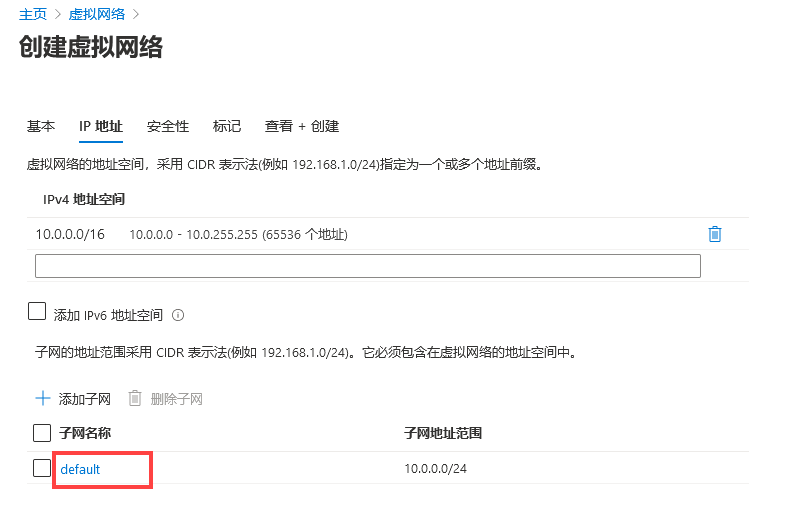 主页 > 虚拟网络 >
创建虚拟网络
基本 IP 地址 安全性 标记 查看 + 创建
虚拟网络的地址空间，采用 CIDR 表示法(例如 192.168.1.0/24)指定为一个或多个地址前缀。
IPv4 地址空间
10.0.0.0/16 10.0.0.0 - 10.0.255.255 (65536 个地址)
添加 IPv6 地址空间
子网的地址范围采用 CIDR 表示法(例如 192.168.1.0/24)。它必须包含在虚拟网络的地址空间中。
添加子网 删除子网
子网名称 子网地址范围
default 10.0.0.0/24